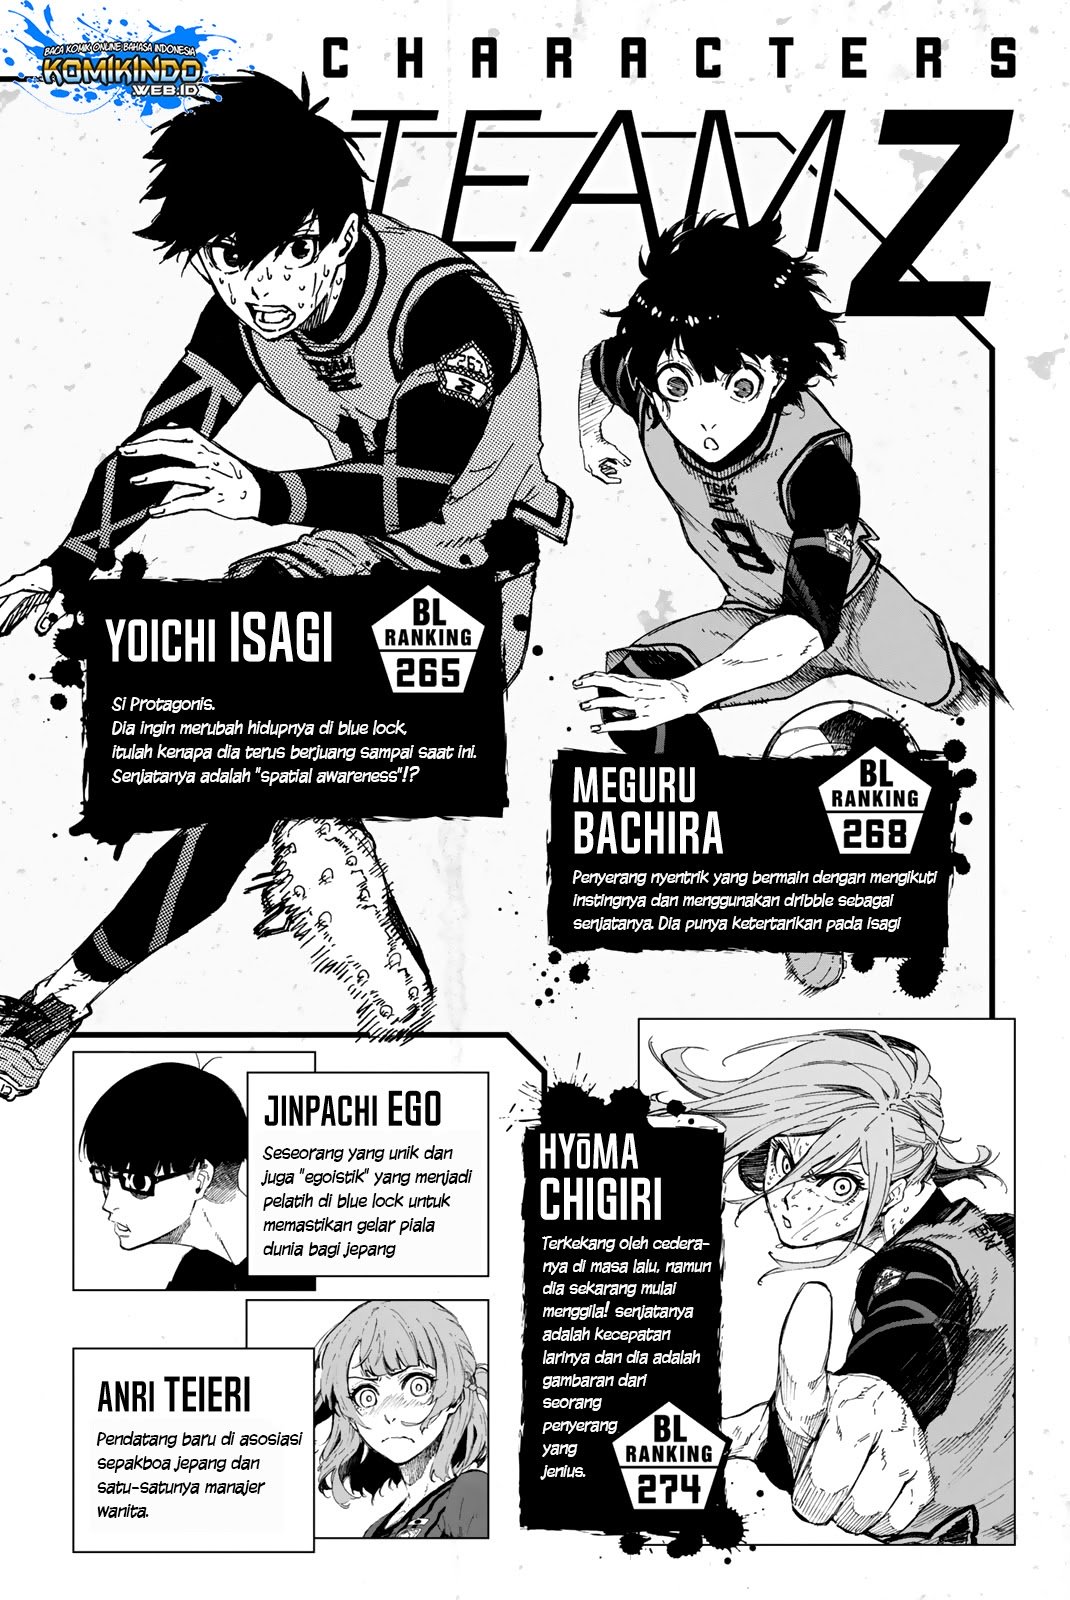 BACA KOMIK ONLINE BAHASA INDONESIA
KOMIKINDO
.WEB.ID
CHARACTERS
TEAM Z
267
Z
TEAM
Z
8
YOICHI ISAGI
BL
RANKING
265
Si Protagonis.
Dia ingin merubah hidupnya di blue lock,
itulah kenapa dia terus berjuang sampai saat ini.
Senjatanya adalah "spatial awareness"!?
MEGURU
BACHIRA
BL
RANKING
268
Penyerang nyentrik yang bermain dengan mengikuti
instingnya dan menggunakan dribble sebagai
senjatanya. Dia punya ketertarikan pada isagi
JINPACHI EGO
Seseorang yang unik dan
juga "egoistik" yang menjadi
pelatih di blue lock untuk
memastikan gelar piala
dunia bagi jepang
HYŌMA
CHIGIRI
Terkekang oleh cedera-
nya di masa lalu, namun
dia sekarang mulai
menggila! senjatanya
adalah kecepatan
larinya dan dia adalah
gambaran dari
seorang
penyerang
yang
jenius.
BL
RANKING
274
ANRI TEIERI
Pendatang baru di asosiasi
sepakboa jepang dan
satu-satunya manajer
wanita.